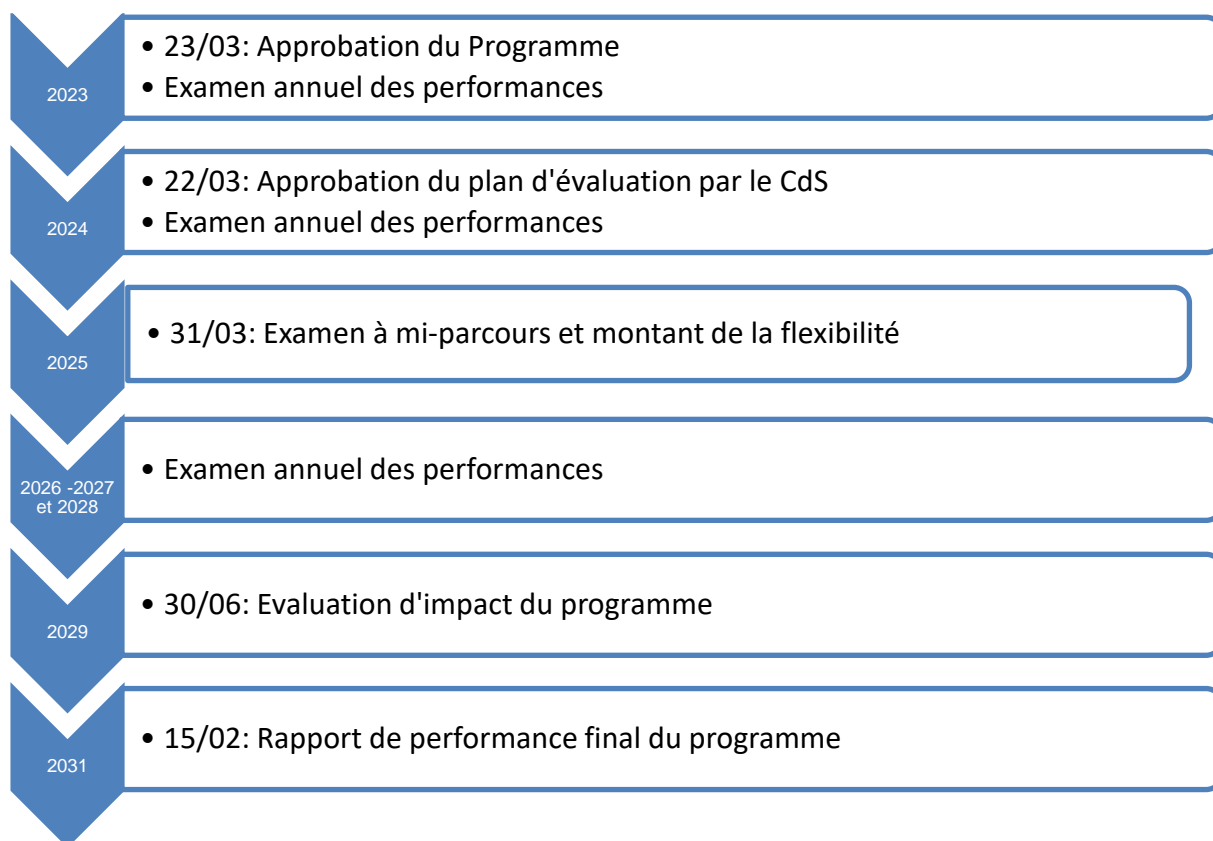 2023
• 23/03: Approbation du Programme
• Examen annuel des performances
2024
• 22/03: Approbation du plan d'évaluation par le CdS
• Examen annuel des performances
2025
• 31/03: Examen à mi-parcours et montant de la flexibilité
2026 -2027
et 2028
• Examen annuel des performances
2029
• 30/06: Evaluation d'impact du programme
2031
• 15/02: Rapport de performance final du programme